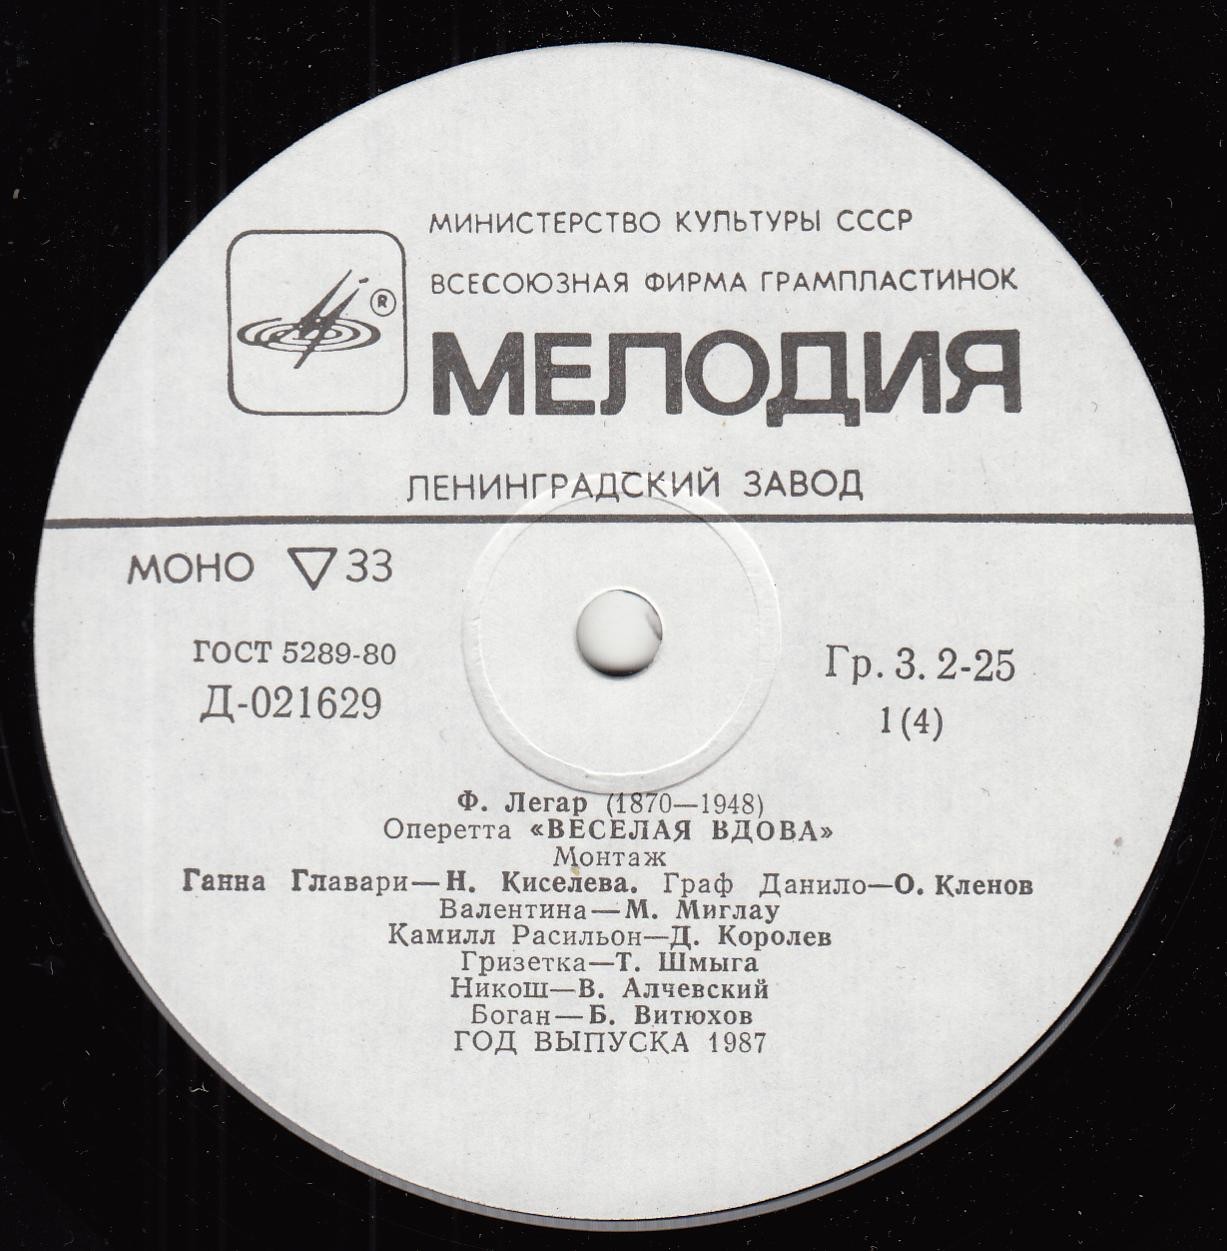 МИНИСТЕРСТВО КУЛЬТУРЫ СССР
ВСЕСОЮЗНАЯ ФИРМА ГРАМПЛАСТИНОК
®
МЕЛОДИЯ
ЛЕНИНГРАДСКИЙ ЗАВОД
МОНО ▽ 33
ГОСТ 5289-80
Д-021629
Гр. 3. 2-25
1 (4)
Ф. Легар (1870—1948)
Оперетта «ВЕСЕЛАЯ ВДОВА»
Монтаж
Ганна Главари—Н. Киселева. Граф Данило—О. Кленов
Валентина—М. Миглау
Камилл Расильон—Д. Королев
Гризетка—Т. Шмыга
Никош—В. Алчевский
Боган—Б. Витюхов
ГОД ВЫПУСКА 1987